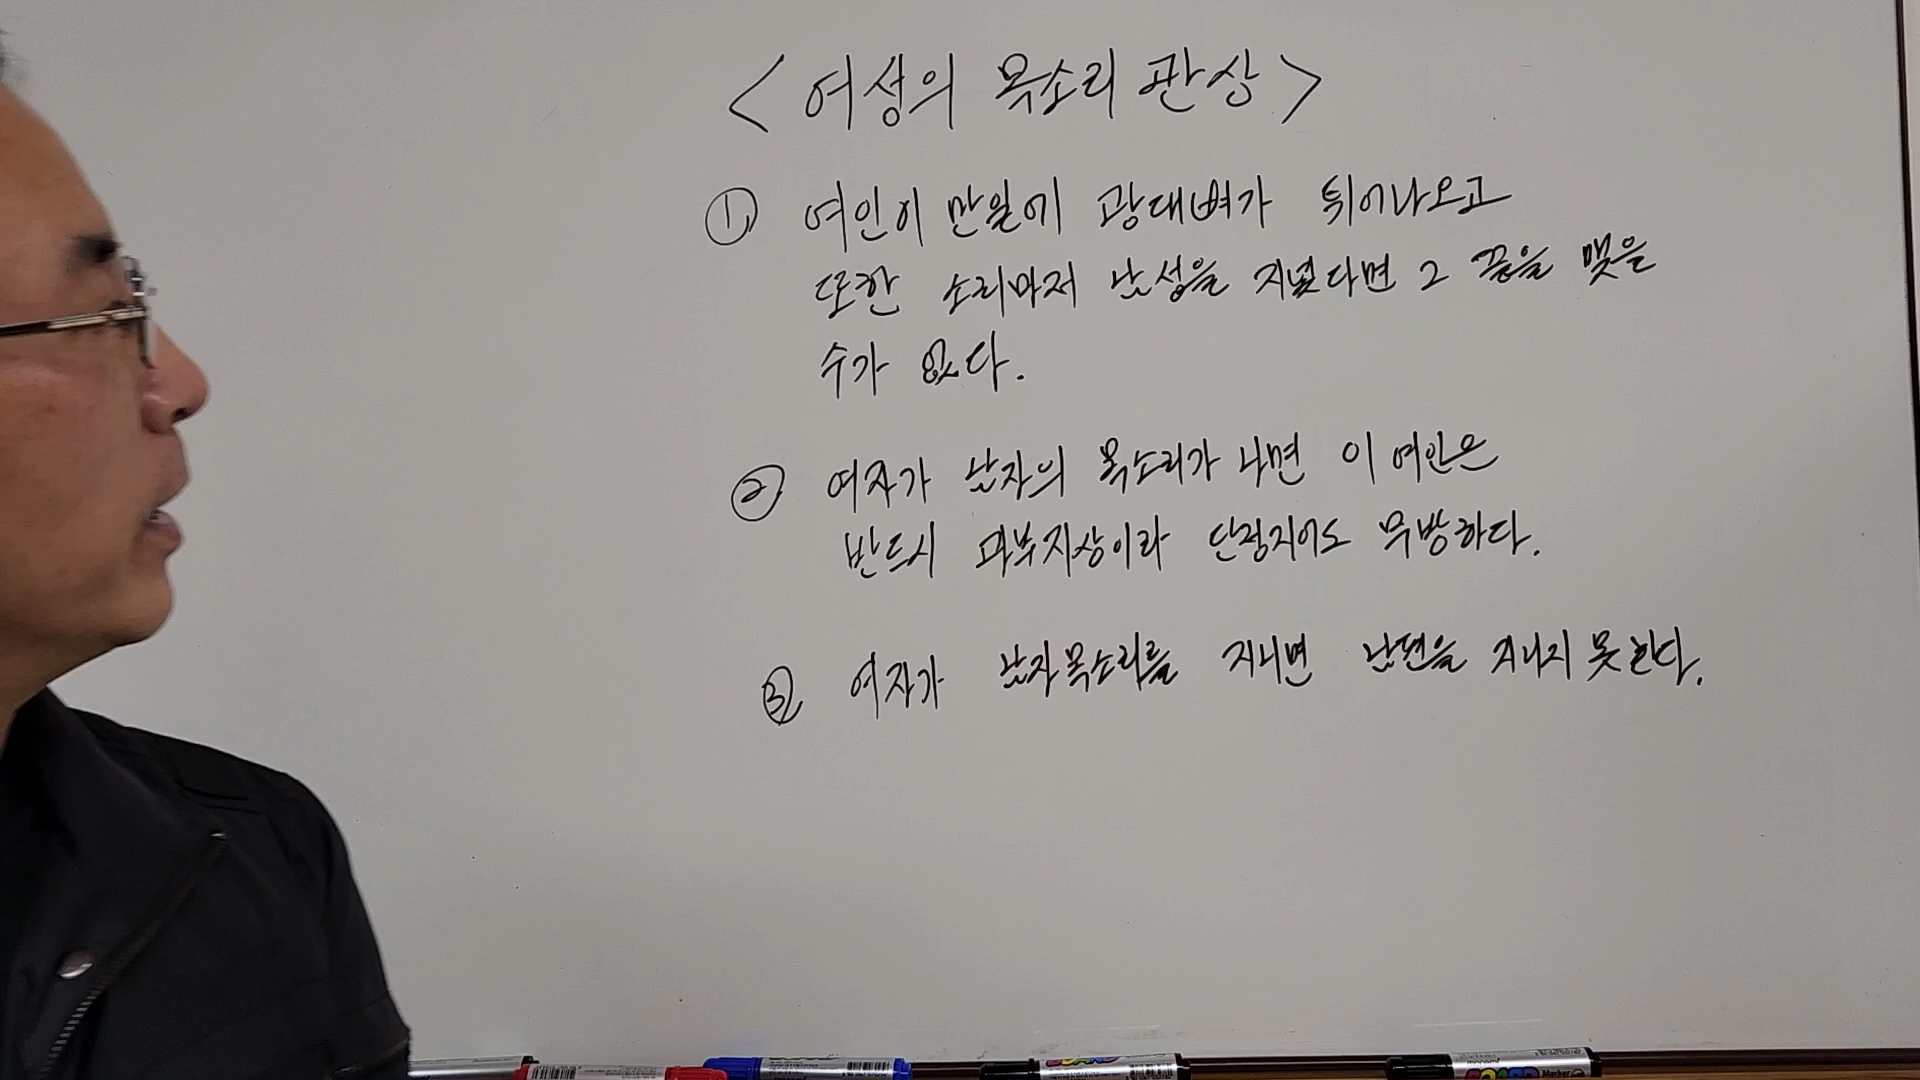 <여성의 목소리 관상>
① 여인이 만일에 광대뼈가 튀어나오고
또한 소리마저 남성을 지녔다면 그 끝을 맺을
수가 없다.
② 여자가 남자의 목소리가 나면 이 여인은
반드시 과부지상이라 단정지어도 무방하다.
③ 여자가 남자목소리를 지니면 남편을 지니지 못한다.
monami
Marker